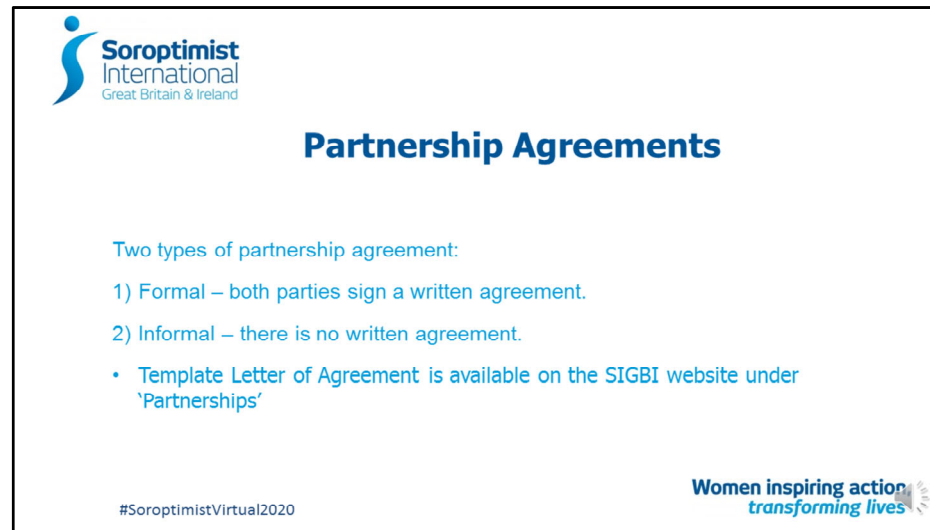 Soroptimist
International
Great Britain & Ireland
Partnership Agreements
Two types of partnership agreement:
1) Formal – both parties sign a written agreement.
2) Informal – there is no written agreement.
• Template Letter of Agreement is available on the SIGBI website under
‘Partnerships’
Women inspiring action
transforming lives
#SoroptimistVirtual2020